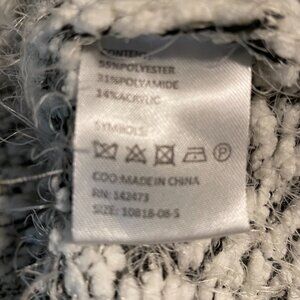 CONTENT:
55%POLYESTER
31%POLYAMIDE
14%ACRYLIC
SYMBOLS:
P
COO:MADE IN CHINA
RN: 142473
SIZE: 10818-08-S